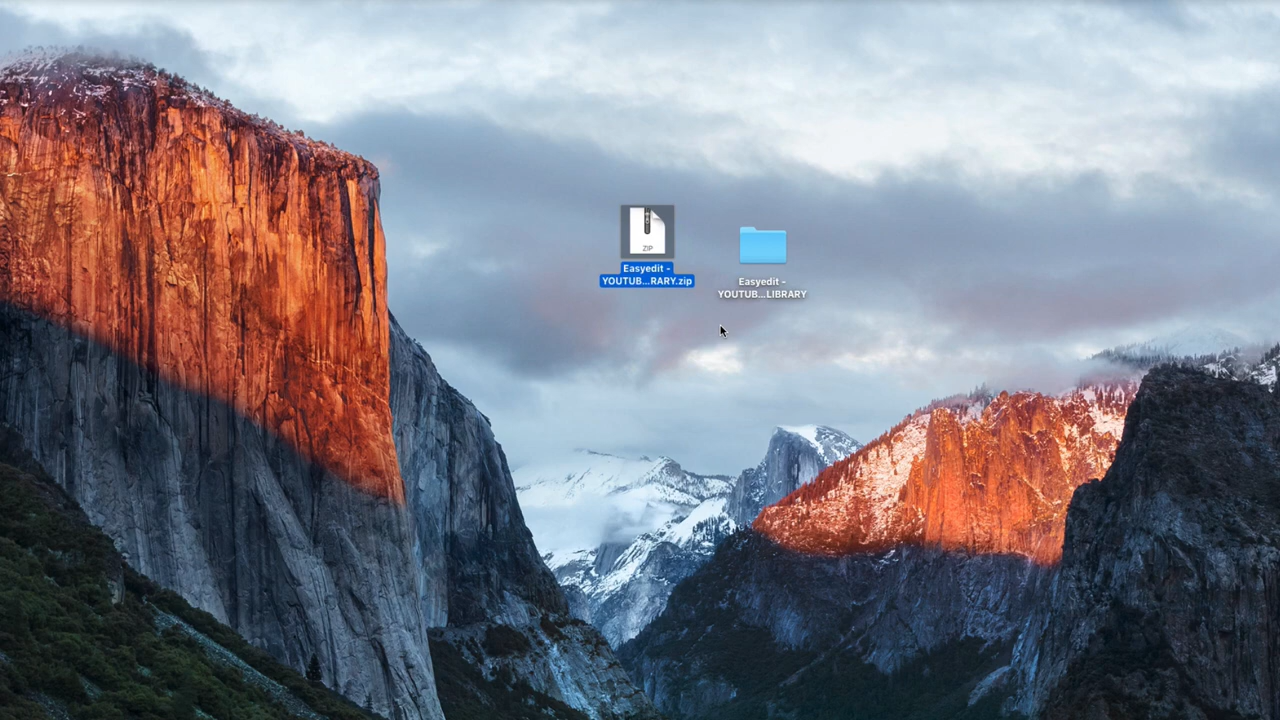 ZIP
Easyedit -
YOUTUB...RARY.zip
Easyedit -
YOUTUB...LIBRARY